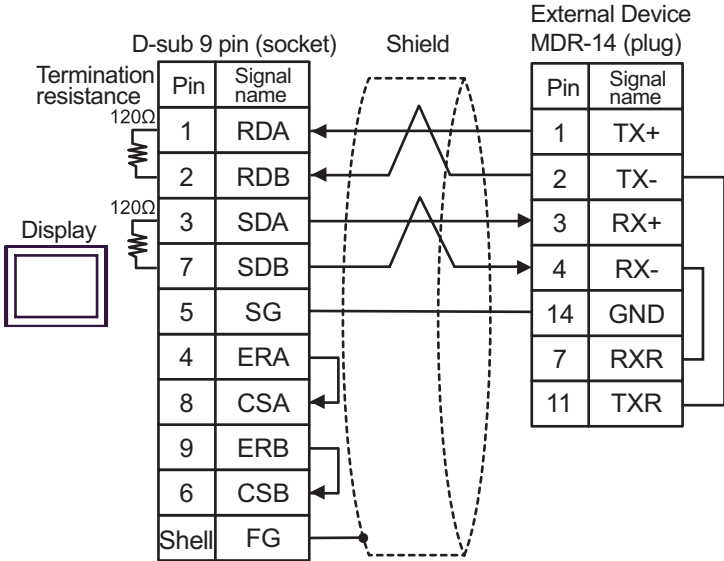 External Device
D-sub 9 pin (socket)
Shield
MDR-14 (plug)
Termination
resistance
Pin
Signal
name
Pin
Signal
name
120Ω
1 RDA
1 TX+
2 RDB
2 TX-
120Ω
3 SDA
3 RX+
Display
7 SDB
4 RX-
5 SG
14 GND
4 ERA
7 RXR
8 CSA
11 TXR
9 ERB
6 CSB
Shell FG